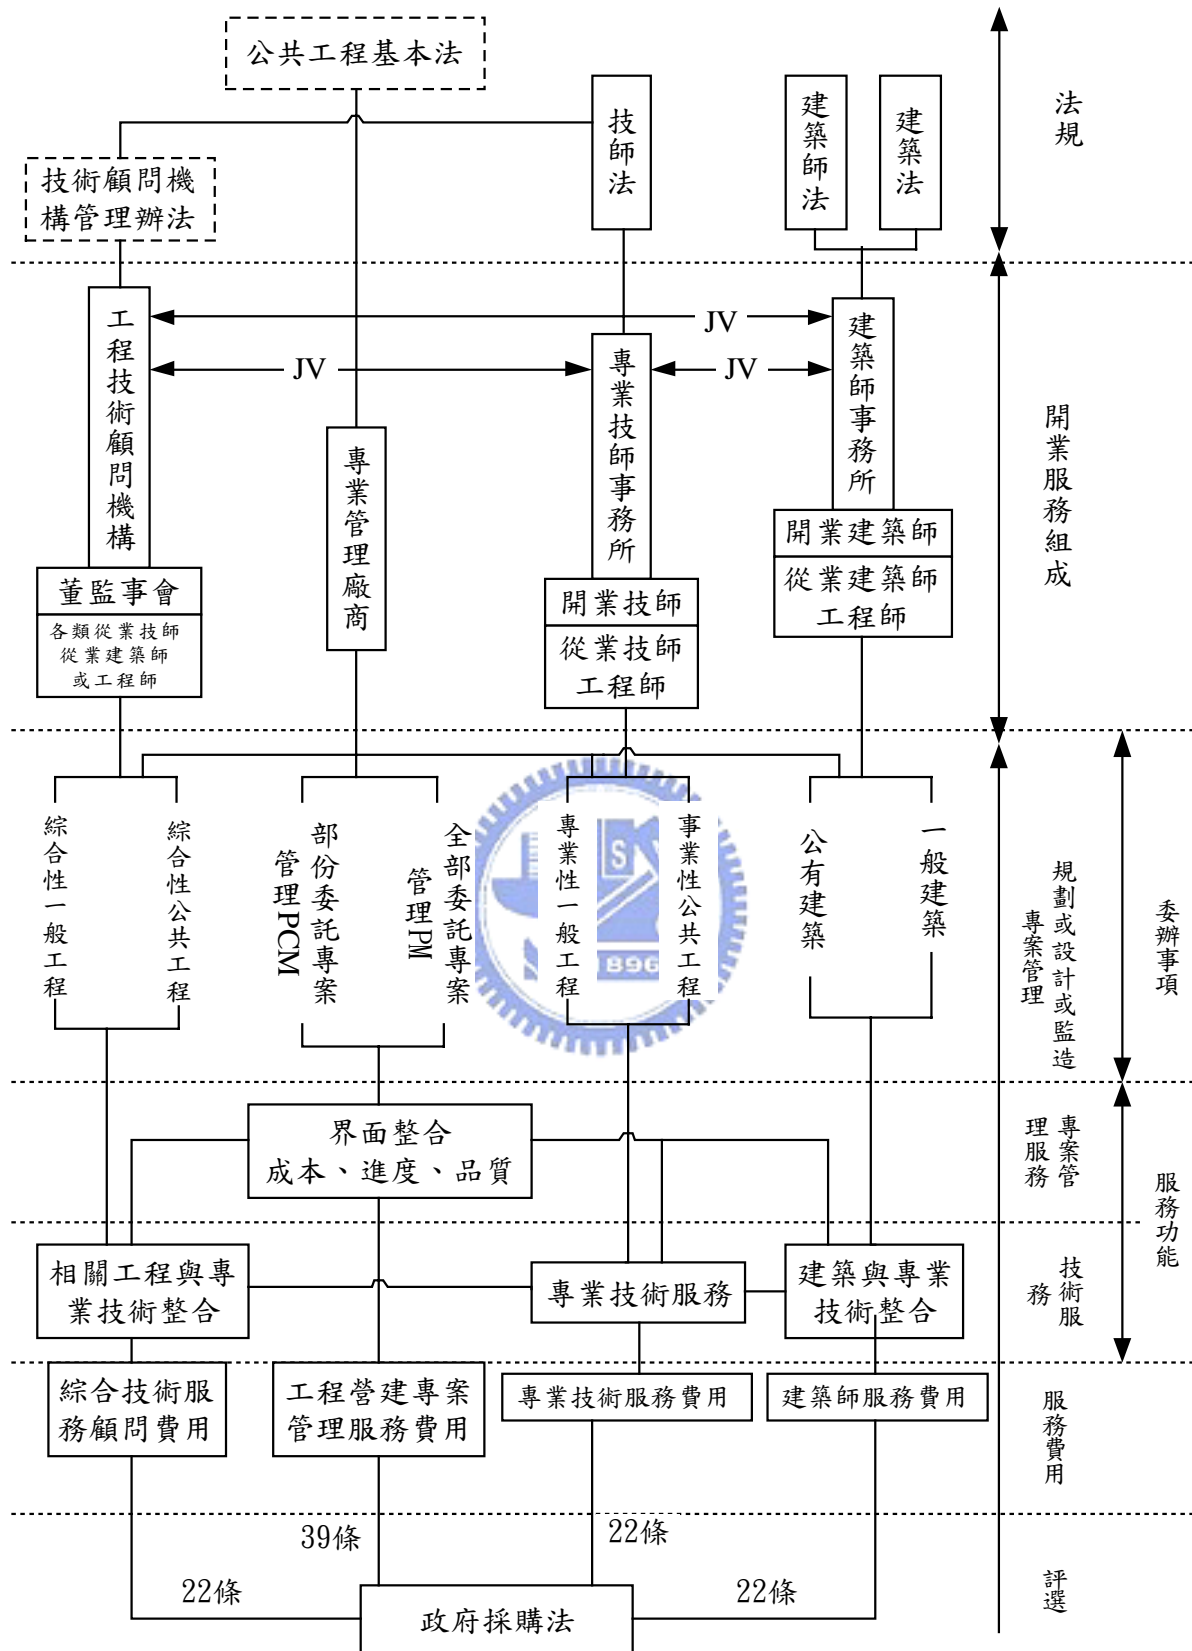 公共工程基本法
技術顧問機
構管理辦法
技師法
建築師法
建築法
法規
工程技術顧問機構
JV
JV
JV
專業管理廠商
專業技師事務所
建築師事務所
開業服務組成
董監事會
各類從業技師
從業建築師
或工程師
開業技師
從業技師
工程師
開業建築師
從業建築師
工程師
綜合性一般工程
綜合性公共工程
部份委託專案
管理PCM
全部委託專案
管理PM
專業性一般工程
事業性公共工程
公有建築
一般建築
規劃或設計或監造
專案管理
委辦事項
S
1896
界面整合
成本、進度、品質
專案管
理服務
服務功能
相關工程與專
業技術整合
專業技術服務
建築與專業
技術整合
技術服
務
綜合技術服
務顧問費用
工程營建專案
管理服務費用
專業技術服務費用
建築師服務費用
服務費用
39條
22條
22條
22條
政府採購法
評選